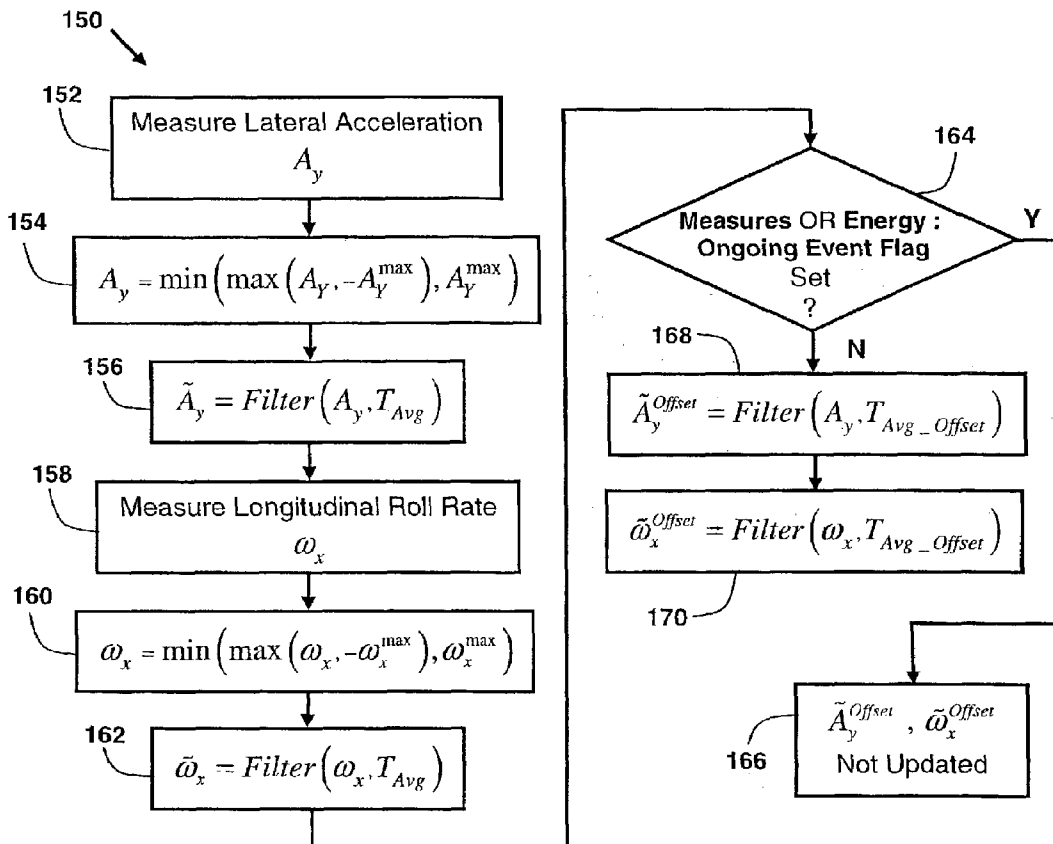 150
152
Measure Lateral Acceleration
A_y
154
A_y = min(max(A_Y, -A_Y^max), A_Y^max)
156
Ã_y = Filter(A_y, T_Avg)
158
Measure Longitudinal Roll Rate
ω_x
160
ω_x = min(max(ω_x, -ω_x^max), ω_x^max)
162
ω̃_x = Filter(ω_x, T_Avg)
164
Measures OR Energy :
Ongoing Event Flag
Set
?
Y
N
168
Ã_y^Offset = Filter(A_y, T_Avg_Offset)
ω̃_x^Offset = Filter(ω_x, T_Avg_Offset)
170
Ã_y^Offset , ω̃_x^Offset
Not Updated
166